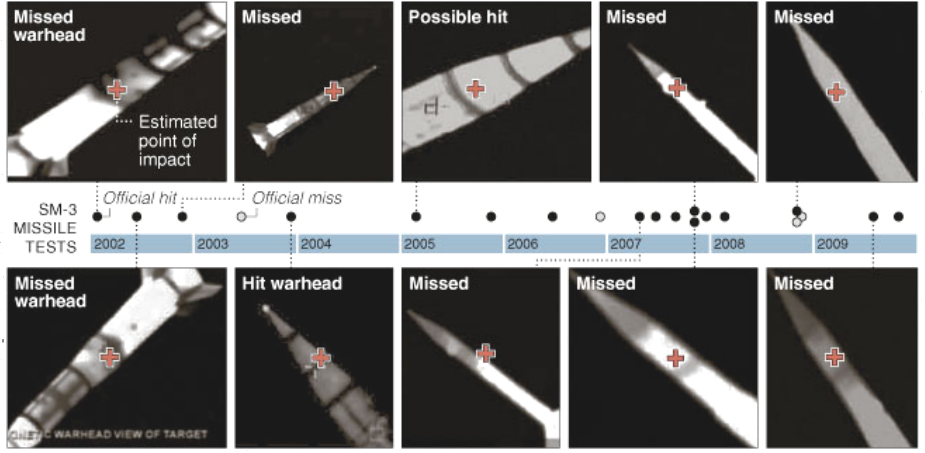 Missed
warhead
Missed
Possible hit
Missed
Missed
Estimated
point of
impact
Official hit
Official miss
SM-3
MISSILE
TESTS
2002
2003
2004
2005
2006
2007
2008
2009
Missed
warhead
Hit warhead
Missed
Missed
Missed
WARHEAD VIEW OF TARGET